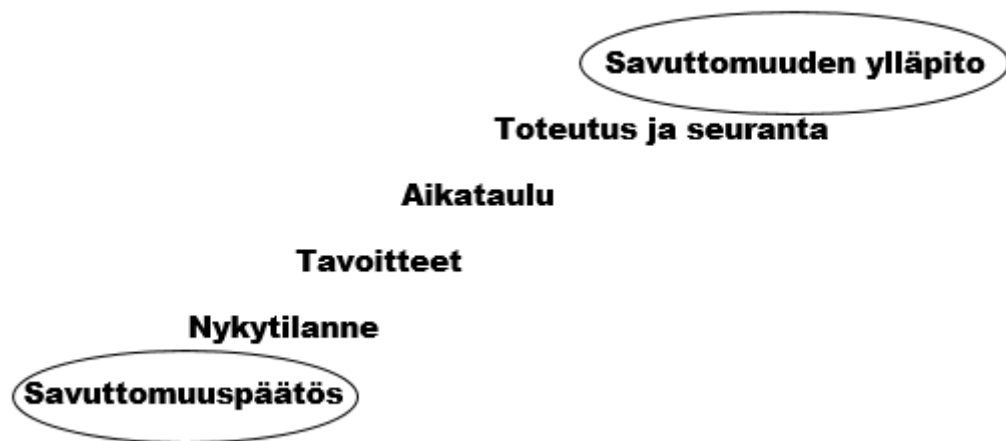 Savuttomuuden ylläpito
Toteutus ja seuranta
Aikataulu
Tavoitteet
Nykytilanne
Savuttomuuspäätös